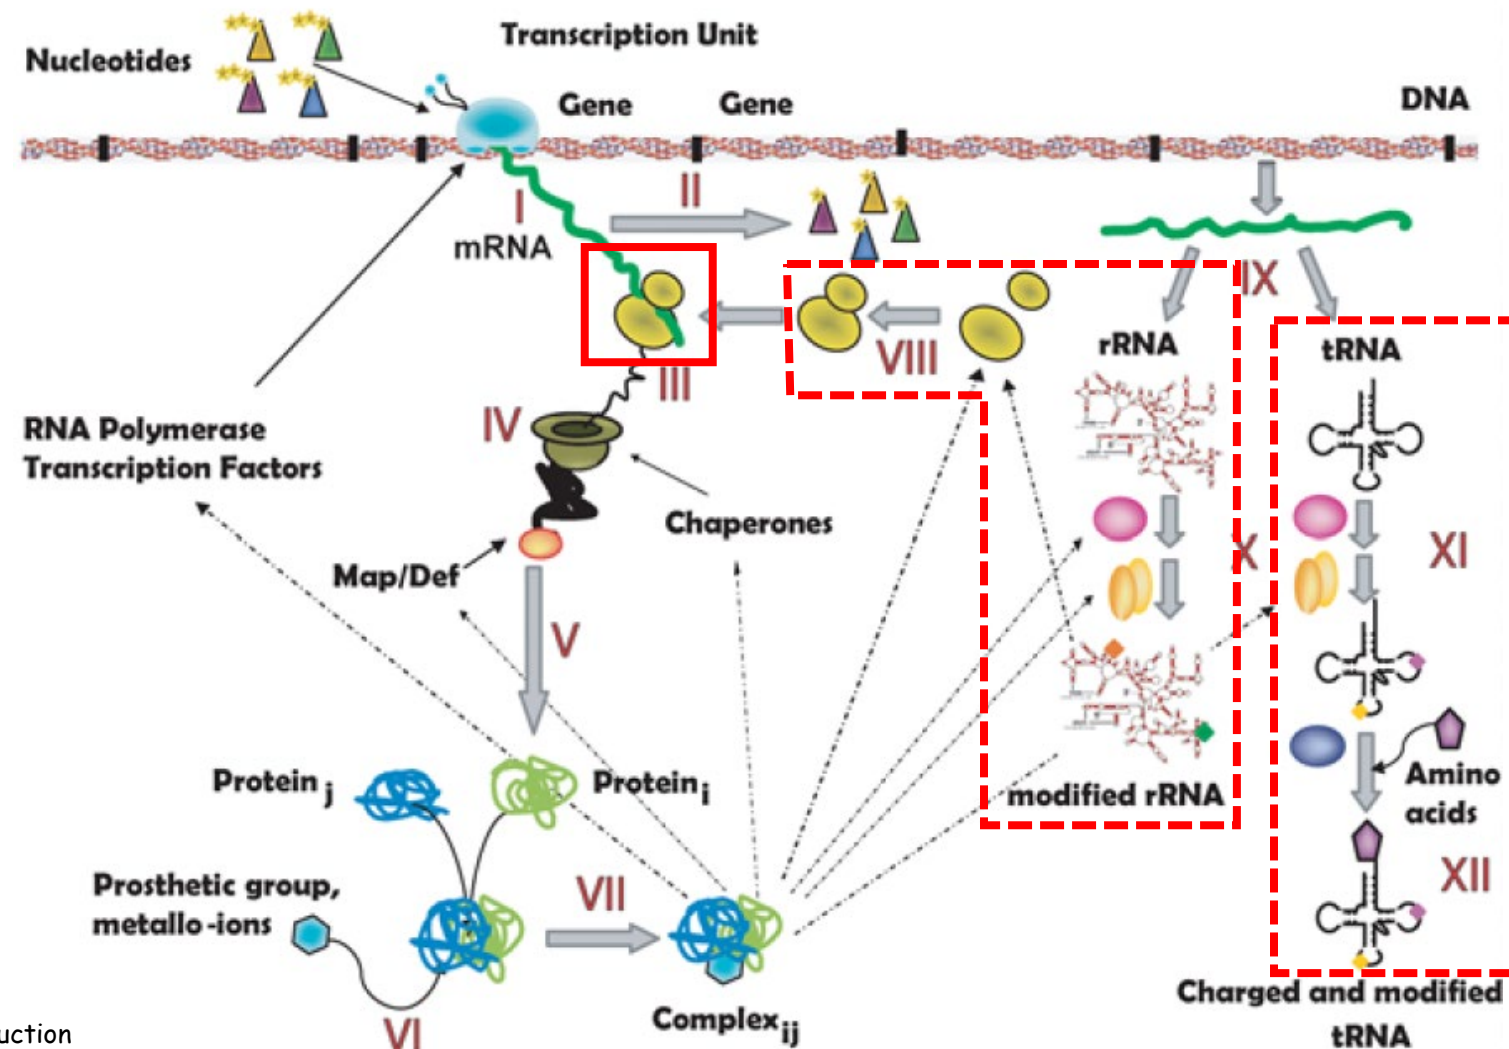 Transcription Unit
Nucleotides
Gene
Gene
DNA
I
II
mRNA
IX
rRNA
tRNA
VIII
III
IV
RNA Polymerase
Transcription Factors
Chaperones
X
XI
Map/Def
V
Protein j
Protein i
modified rRNA
Amino
acids
Prosthetic group,
metallo-ions
VII
XII
Complex ij
Charged and modified
tRNA
VI
uction